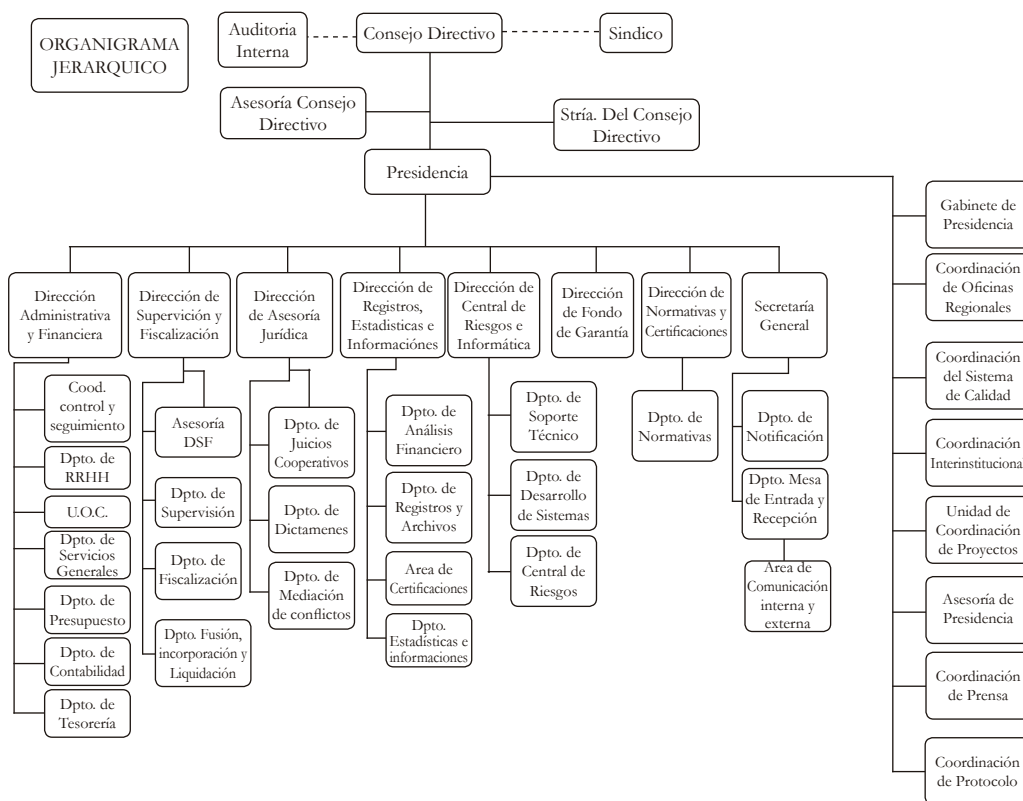 ORGANIGRAMA
JERARQUICO
Auditoria
Interna
Consejo Directivo
Sindico
Asesoría Consejo
Directivo
Stría. Del Consejo
Directivo
Presidencia
Gabinete de
Presidencia
Coordinación
de Oficinas
Regionales
Coordinación
del Sistema
de Calidad
Coordinación
Interinstitucional
Unidad de
Coordinación
de Proyectos
Asesoría de
Presidencia
Coordinación
de Prensa
Coordinación
de Protocolo
Dirección
Administrativa
y Financiera
Cood.
control y
seguimiento
Dpto. de
RRHH
U.O.C.
Dpto. de
Servicios
Generales
Dpto. de
Presupuesto
Dpto. de
Contabilidad
Dpto. de
Tesorería
Dirección de
Supervición y
Fiscalización
Asesoría
DSF
Dpto. de
Supervisión
Dpto. de
Fiscalización
Dpto. Fusión,
incorporación y
Liquidación
Dirección
de Asesoría
Jurídica
Dpto. de
Juicios
Cooperativos
Dpto. de
Dictamenes
Dpto. de
Mediación
de conflictos
Dirección de
Registros,
Estadisticas e
Informaciónes
Dpto. de
Análisis
Financiero
Dpto. de
Registros y
Archivos
Area de
Certificaciones
Dpto.
Estadísticas e
informaciones
Dirección de
Central de
Riesgos e
Informática
Dpto. de
Soporte
Técnico
Dpto. de
Desarrollo
de Sistemas
Dpto. de
Central de
Riesgos
Dirección
de Fondo
de Garantía
Dirección de
Normativas y
Certificaciones
Dpto. de
Normativas
Secretaría
General
Dpto. de
Notificación
Dpto. Mesa
de Entrada y
Recepción
Area de
Comunicación
interna y
externa